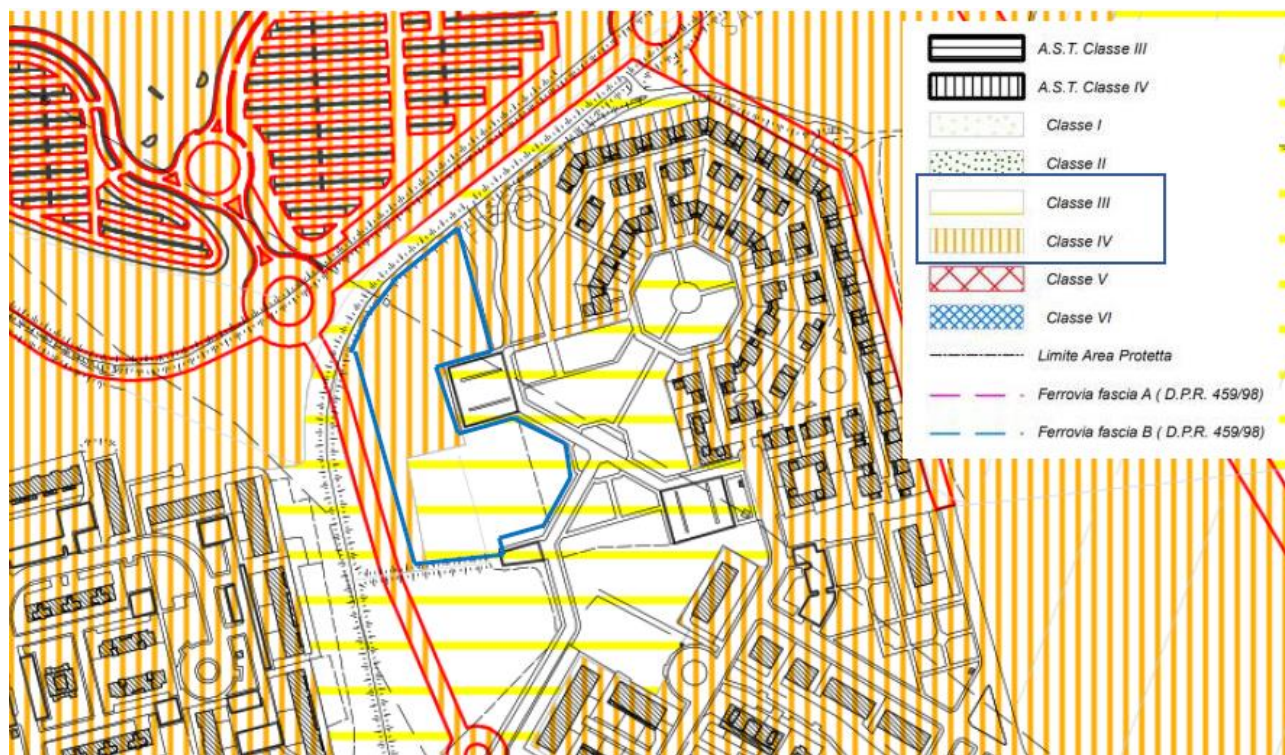 A.S.T. Classe III
A.S.T. Classe IV
Classe I
Classe II
Classe III
Classe IV
Classe V
Classe VI
Limite Area Protetta
Ferrovia fascia A ( D.P.R. 459/98)
Ferrovia fascia B ( D.P.R. 459/98)